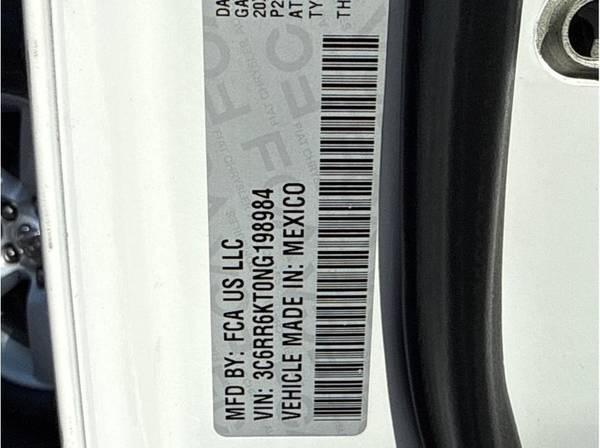 MFD BY: FCA US LLC
VIN: 3C6RR6KT0NG198984
VEHICLE MADE IN: MEXICO